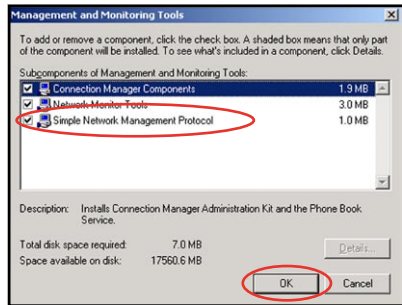 Management and Monitoring Tools
To add or remove a component, click the check box. A shaded box means that only part
of the component will be installed. To see what's included in a component, click Details.
Subcomponents of Management and Monitoring Tools:
Connection Manager Components 1.9 MB
Network Monitor Tools 3.0 MB
Simple Network Management Protocol 1.0 MB
Description: Installs Connection Manager Administration Kit and the Phone Book
Service.
Total disk space required: 7.0 MB
Details...
Space available on disk: 17560.6 MB
OK Cancel